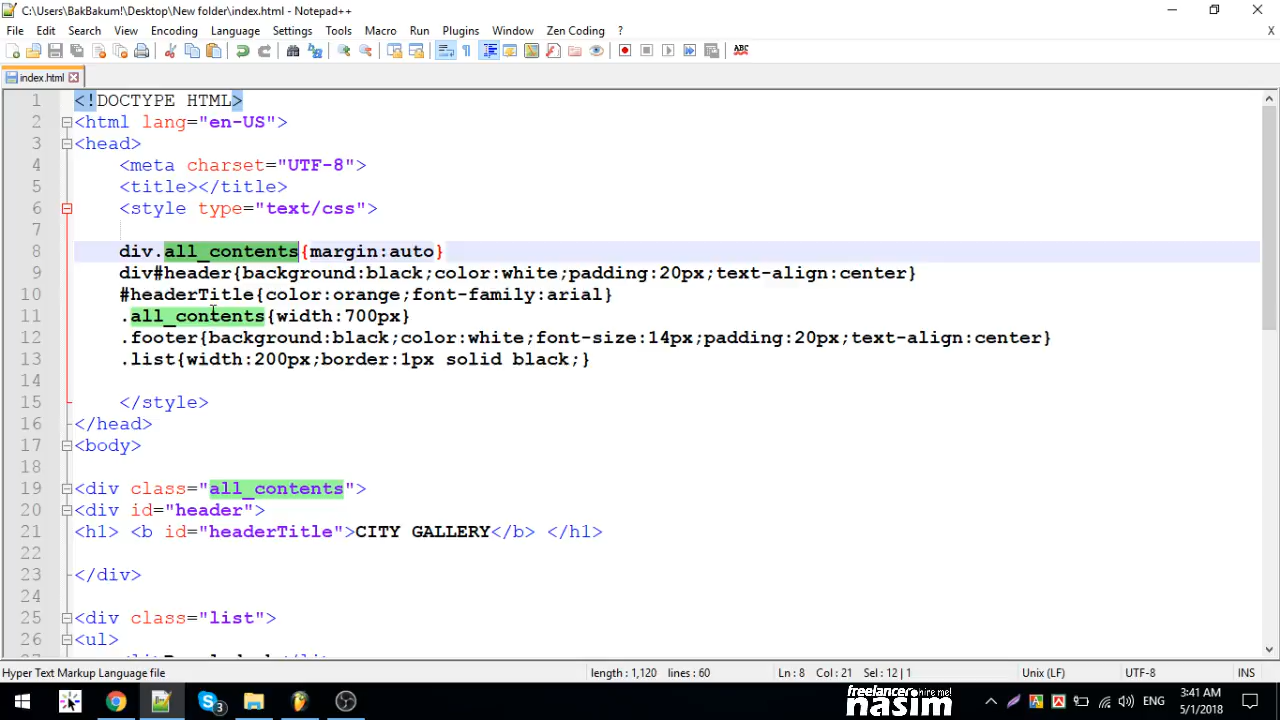 C:\Users\BakBakum!\Desktop\New folder\index.html - Notepad++
File Edit Search View Encoding Language Settings Tools Macro Run Plugins Window Zen Coding ? X
index.html
1 <!DOCTYPE HTML>
2 <html lang="en-US">
3 <head>
4 <meta charset="UTF-8">
5 <title></title>
6 <style type="text/css">
7
8 div.all_contents{margin:auto}
9 div#header{background:black;color:white;padding:20px;text-align:center}
10 #headerTitle{color:orange;font-family:arial}
11 .all_contents{width:700px}
12 .footer{background:black;color:white;font-size:14px;padding:20px;text-align:center}
13 .list{width:200px;border:1px solid black;}
14
15 </style>
16 </head>
17 <body>
18
19 <div class="all_contents">
20 <div id="header">
21 <h1> <b id="headerTitle">CITY GALLERY</b> </h1>
22
23 </div>
24
25 <div class="list">
26 <ul>
Hyper Text Markup Language file length : 1,120 lines : 60 Ln : 8 Col : 21 Sel : 12 | 1 Unix (LF) UTF-8 INS
freelancer hire me!
nasim
ENG
3:41 AM
5/1/2018